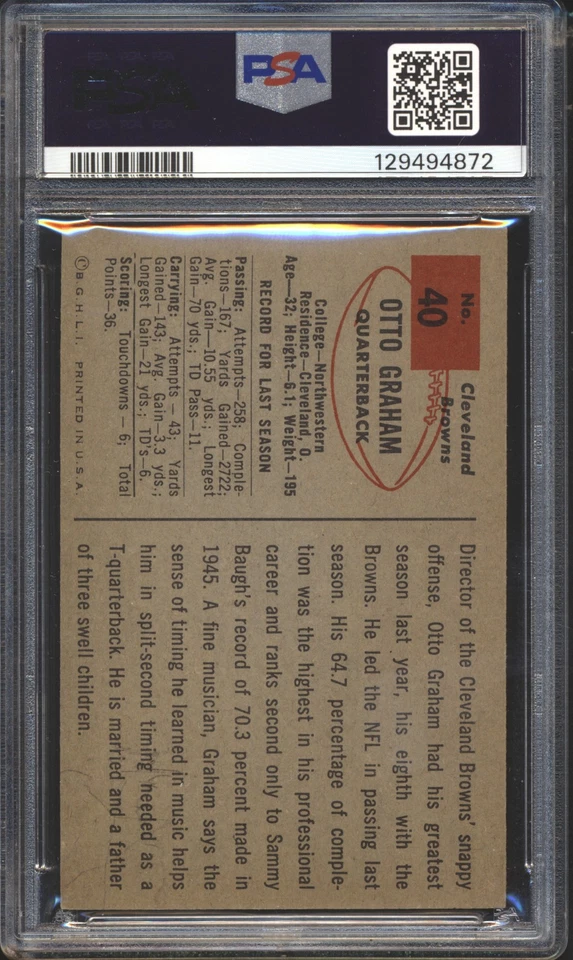 PSA
129494872
No.
40
Cleveland
Browns
OTTO GRAHAM
QUARTERBACK
College—Northwestern
Residence—Cleveland, O.
Age—32; Height—6.1; Weight—195
RECORD FOR LAST SEASON
Passing: Attempts—258; Comple-
tions—167; Yards Gained—2722;
Avg. Gain—10.55 yds.; Longest
Gain—70 yds.; TD Pass—11.
Carrying: Attempts — 43; Yards
Gained—143; Avg. Gain—3.3 yds.;
Longest Gain—21 yds.; TD's—6.
Scoring: Touchdowns — 6; Total
Points—36.
© B.G.H.L.I. PRINTED IN U.S.A.
Director of the Cleveland Browns' snappy
offense, Otto Graham had his greatest
season last year, his eighth with the
Browns. He led the NFL in passing last
season. His 64.7 percentage of comple-
tion was the highest in his professional
career and ranks second only to Sammy
Baugh's record of 70.3 percent made in
1945. A fine musician, Graham says the
sense of timing he learned in music helps
him in split-second timing needed as a
T-quarterback. He is married and a father
of three swell children.